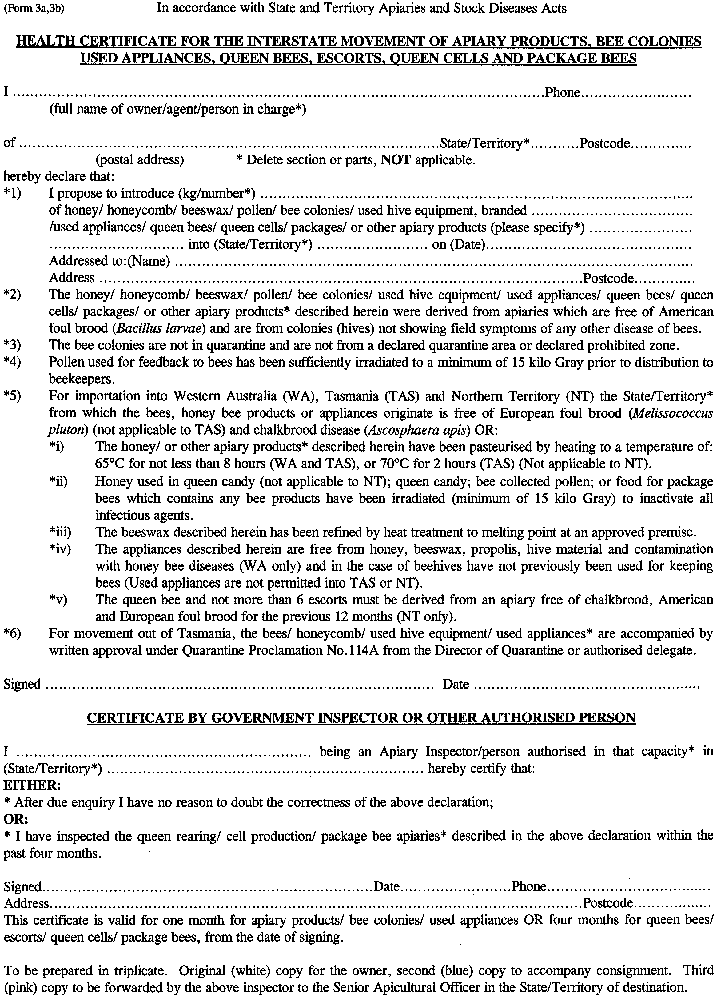 (Form 3a,3b) In accordance with State and Territory Apiaries and Stock Diseases Acts
HEALTH CERTIFICATE FOR THE INTERSTATE MOVEMENT OF APIARY PRODUCTS, BEE COLONIES
USED APPLIANCES, QUEEN BEES, ESCORTS, QUEEN CELLS AND PACKAGE BEES
I ........................................................................................................................Phone.........................
(full name of owner/agent/person in charge*)
of ...............................................................................................State/Territory*...........Postcode..............
(postal address) * Delete section or parts, NOT applicable.
hereby declare that:
*1) I propose to introduce (kg/number*) ..................................................................................................
of honey/ honeycomb/ beeswax/ pollen/ bee colonies/ used hive equipment, branded ....................................
/used appliances/ queen bees/ queen cells/ packages/ or other apiary products (please specify*) .......................
.............................. into (State/Territory*) ......................... on (Date)..............................................
Addressed to:(Name) .....................................................................................................................
Address .............................................................................................................Postcode..............
*2) The honey/ honeycomb/ beeswax/ pollen/ bee colonies/ used hive equipment/ used appliances/ queen bees/ queen
cells/ packages/ or other apiary products* described herein were derived from apiaries which are free of American
foul brood (Bacillus larvae) and are from colonies (hives) not showing field symptoms of any other disease of bees.
*3) The bee colonies are not in quarantine and are not from a declared quarantine area or declared prohibited zone.
*4) Pollen used for feedback to bees has been sufficiently irradiated to a minimum of 15 kilo Gray prior to distribution to
beekeepers.
*5) For importation into Western Australia (WA), Tasmania (TAS) and Northern Territory (NT) the State/Territory*
from which the bees, honey bee products or appliances originate is free of European foul brood (Melissococcus
pluton) (not applicable to TAS) and chalkbrood disease (Ascosphaera apis) OR:
*i) The honey/ or other apiary products* described herein have been pasteurised by heating to a temperature of:
65°C for not less than 8 hours (WA and TAS), or 70°C for 2 hours (TAS) (Not applicable to NT).
*ii) Honey used in queen candy (not applicable to NT); queen candy; bee collected pollen; or food for package
bees which contains any bee products have been irradiated (minimum of 15 kilo Gray) to inactivate all
infectious agents.
*iii) The beeswax described herein has been refined by heat treatment to melting point at an approved premise.
*iv) The appliances described herein are free from honey, beeswax, propolis, hive material and contamination
with honey bee diseases (WA only) and in the case of beehives have not previously been used for keeping
bees (Used appliances are not permitted into TAS or NT).
*v) The queen bee and not more than 6 escorts must be derived from an apiary free of chalkbrood, American
and European foul brood for the previous 12 months (NT only).
*6) For movement out of Tasmania, the bees/ honeycomb/ used hive equipment/ used appliances* are accompanied by
written approval under Quarantine Proclamation No.114A from the Director of Quarantine or authorised delegate.
Signed ........................................................................................ Date ...................................................
CERTIFICATE BY GOVERNMENT INSPECTOR OR OTHER AUTHORISED PERSON
I ................................................................... being an Apiary Inspector/person authorised in that capacity* in
(State/Territory*) ....................................................................... hereby certify that:
EITHER:
* After due enquiry I have no reason to doubt the correctness of the above declaration;
OR:
* I have inspected the queen rearing/ cell production/ package bee apiaries* described in the above declaration within the
past four months.
Signed...........................................................................Date.........................Phone.....................................
Address.........................................................................................................................Postcode.................
This certificate is valid for one month for apiary products/ bee colonies/ used appliances OR four months for queen bees/
escorts/ queen cells/ package bees, from the date of signing.
To be prepared in triplicate. Original (white) copy for the owner, second (blue) copy to accompany consignment. Third
(pink) copy to be forwarded by the above inspector to the Senior Apicultural Officer in the State/Territory of destination.